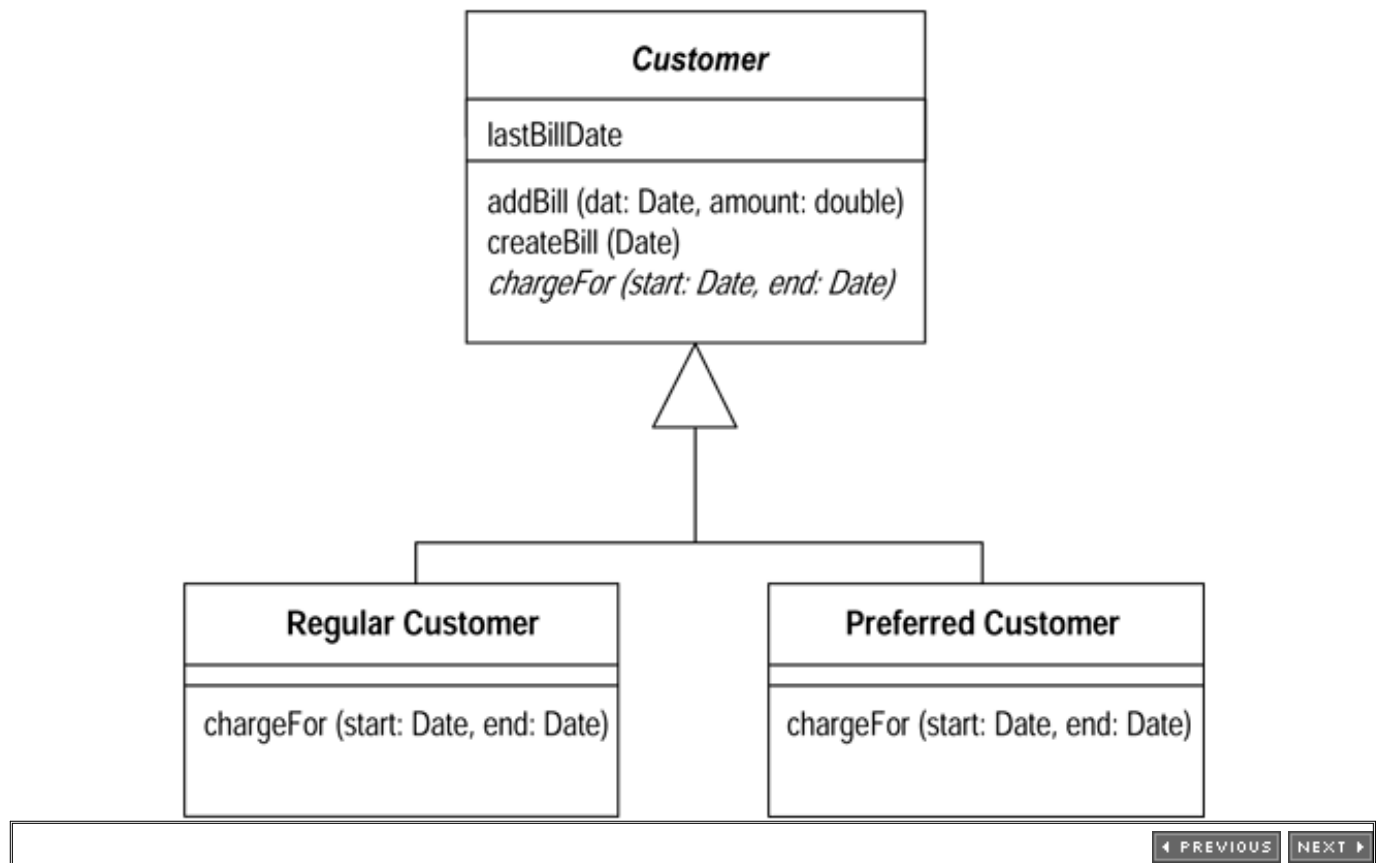 Customer
lastBillDate
addBill (dat: Date, amount: double)
createBill (Date)
chargeFor (start: Date, end: Date)
Regular Customer
chargeFor (start: Date, end: Date)
Preferred Customer
chargeFor (start: Date, end: Date)
PREVIOUS
NEXT